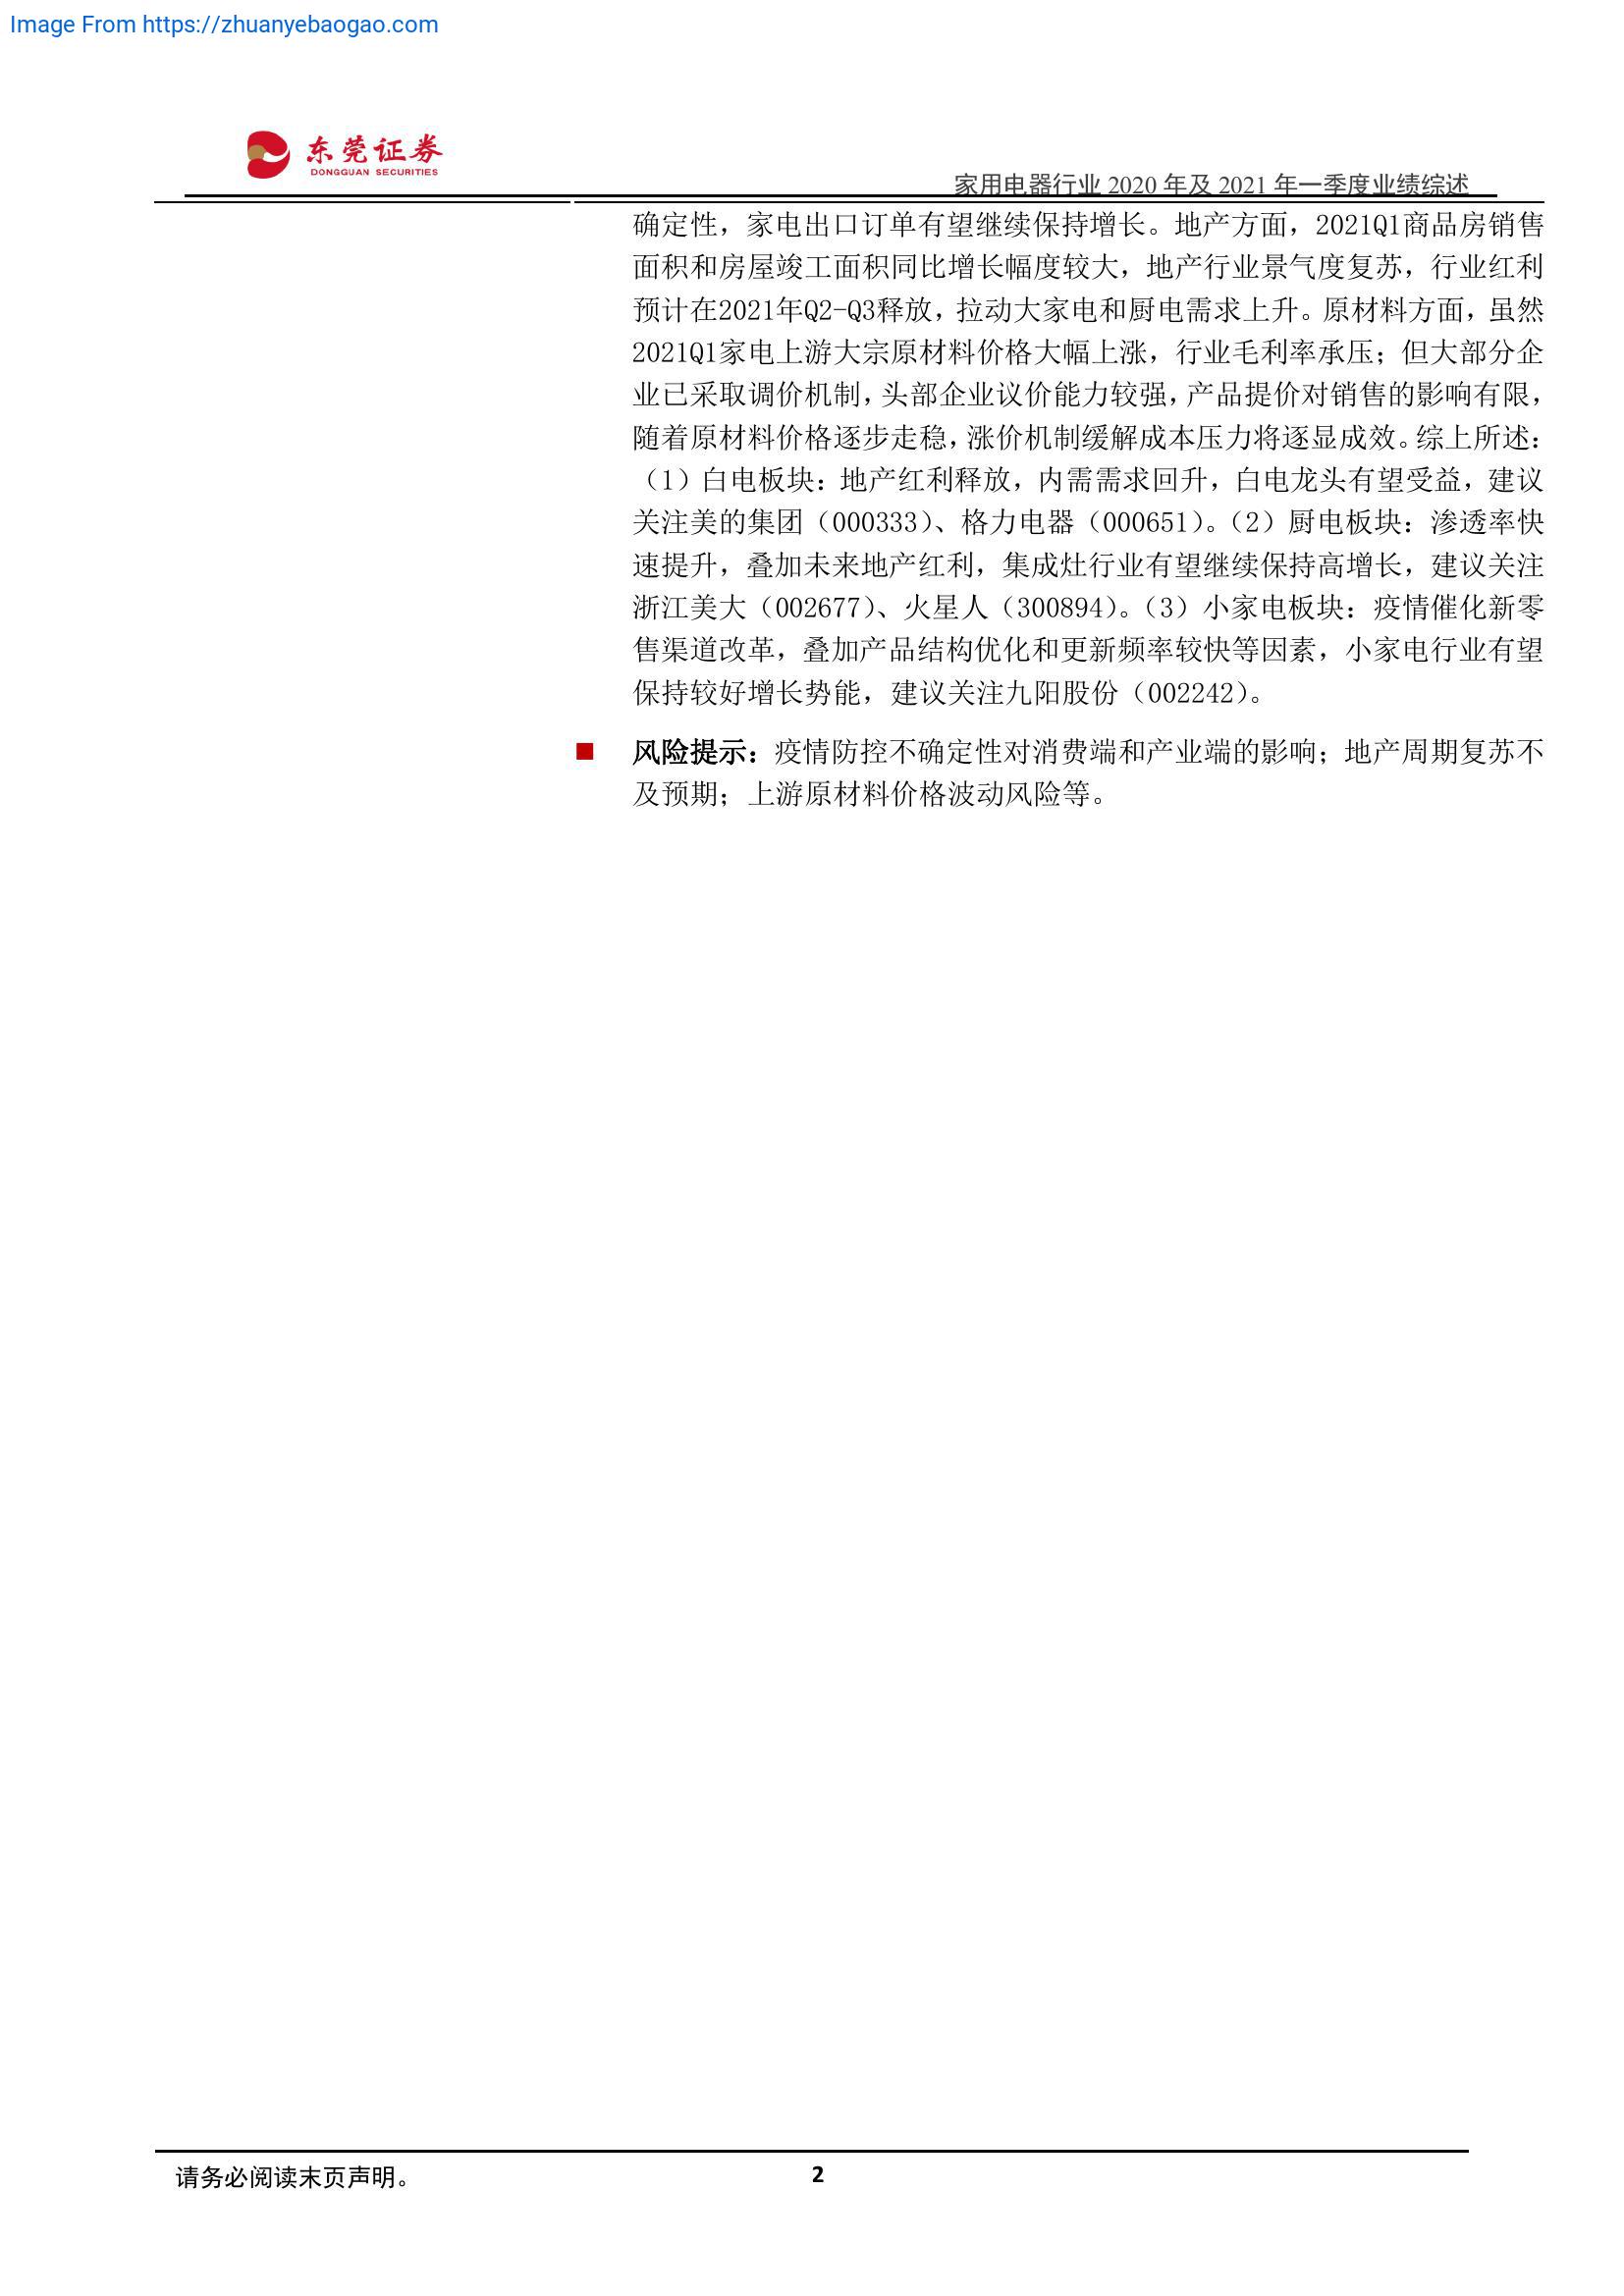 Image From https://zhuanyebaogao.com
东莞证券
DONGGUAN SECURITIES
家用电器行业 2020 年及 2021 年一季度业绩综述
确定性，家电出口订单有望继续保持增长。地产方面，2021Q1商品房销售
面积和房屋竣工面积同比增长幅度较大，地产行业景气度复苏，行业红利
预计在2021年Q2-Q3释放，拉动大家电和厨电需求上升。原材料方面，虽然
2021Q1家电上游大宗原材料价格大幅上涨，行业毛利率承压；但大部分企
业已采取调价机制，头部企业议价能力较强，产品提价对销售的影响有限，
随着原材料价格逐步走稳，涨价机制缓解成本压力将逐显成效。综上所述：
（1）白电板块：地产红利释放，内需需求回升，白电龙头有望受益，建议
关注美的集团（000333）、格力电器（000651）。（2）厨电板块：渗透率快
速提升，叠加未来地产红利，集成灶行业有望继续保持高增长，建议关注
浙江美大（002677）、火星人（300894）。（3）小家电板块：疫情催化新零
售渠道改革，叠加产品结构优化和更新频率较快等因素，小家电行业有望
保持较好增长势能，建议关注九阳股份（002242）。
风险提示：疫情防控不确定性对消费端和产业端的影响；地产周期复苏不
及预期；上游原材料价格波动风险等。
请务必阅读末页声明。
2